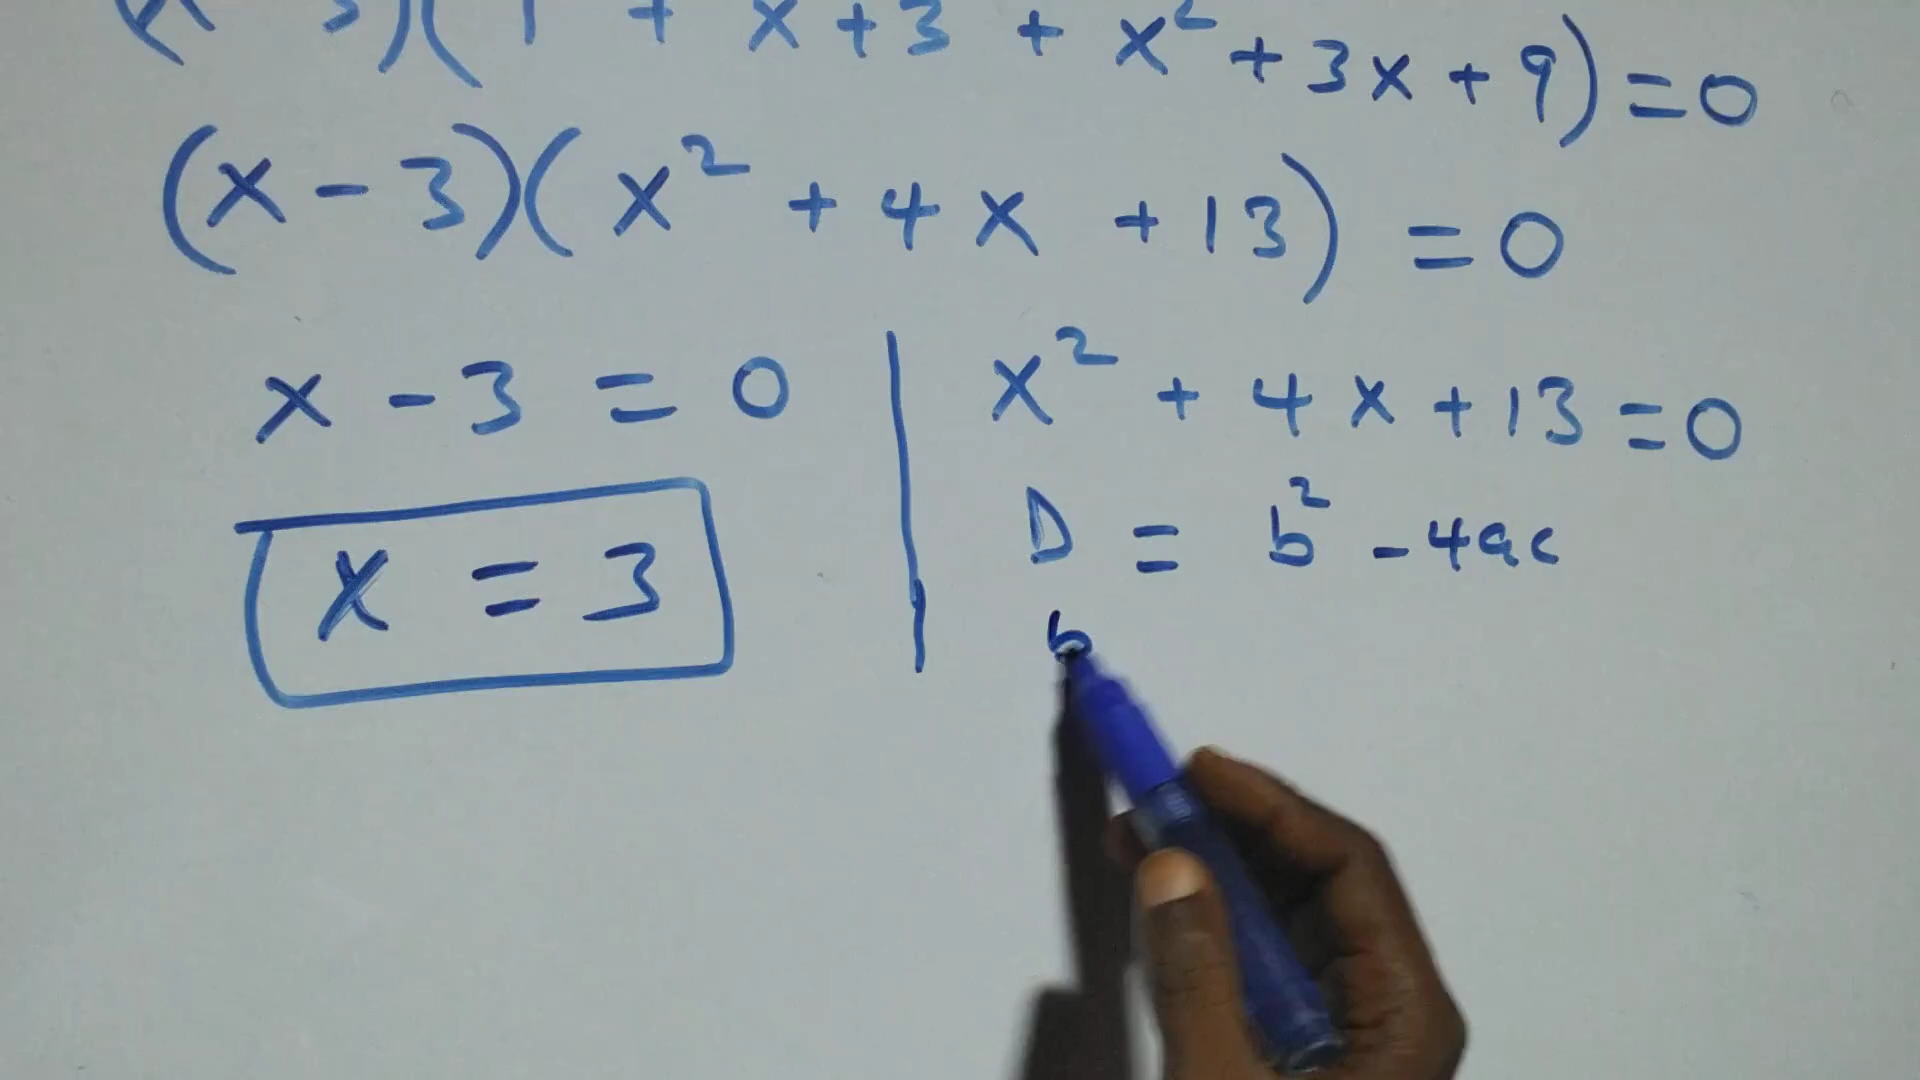 )(1 + x + 3 + x² + 3x + 9) = 0
(x - 3)(x² + 4x + 13) = 0
x - 3 = 0
x = 3
x² + 4x + 13 = 0
D = b² - 4ac
b